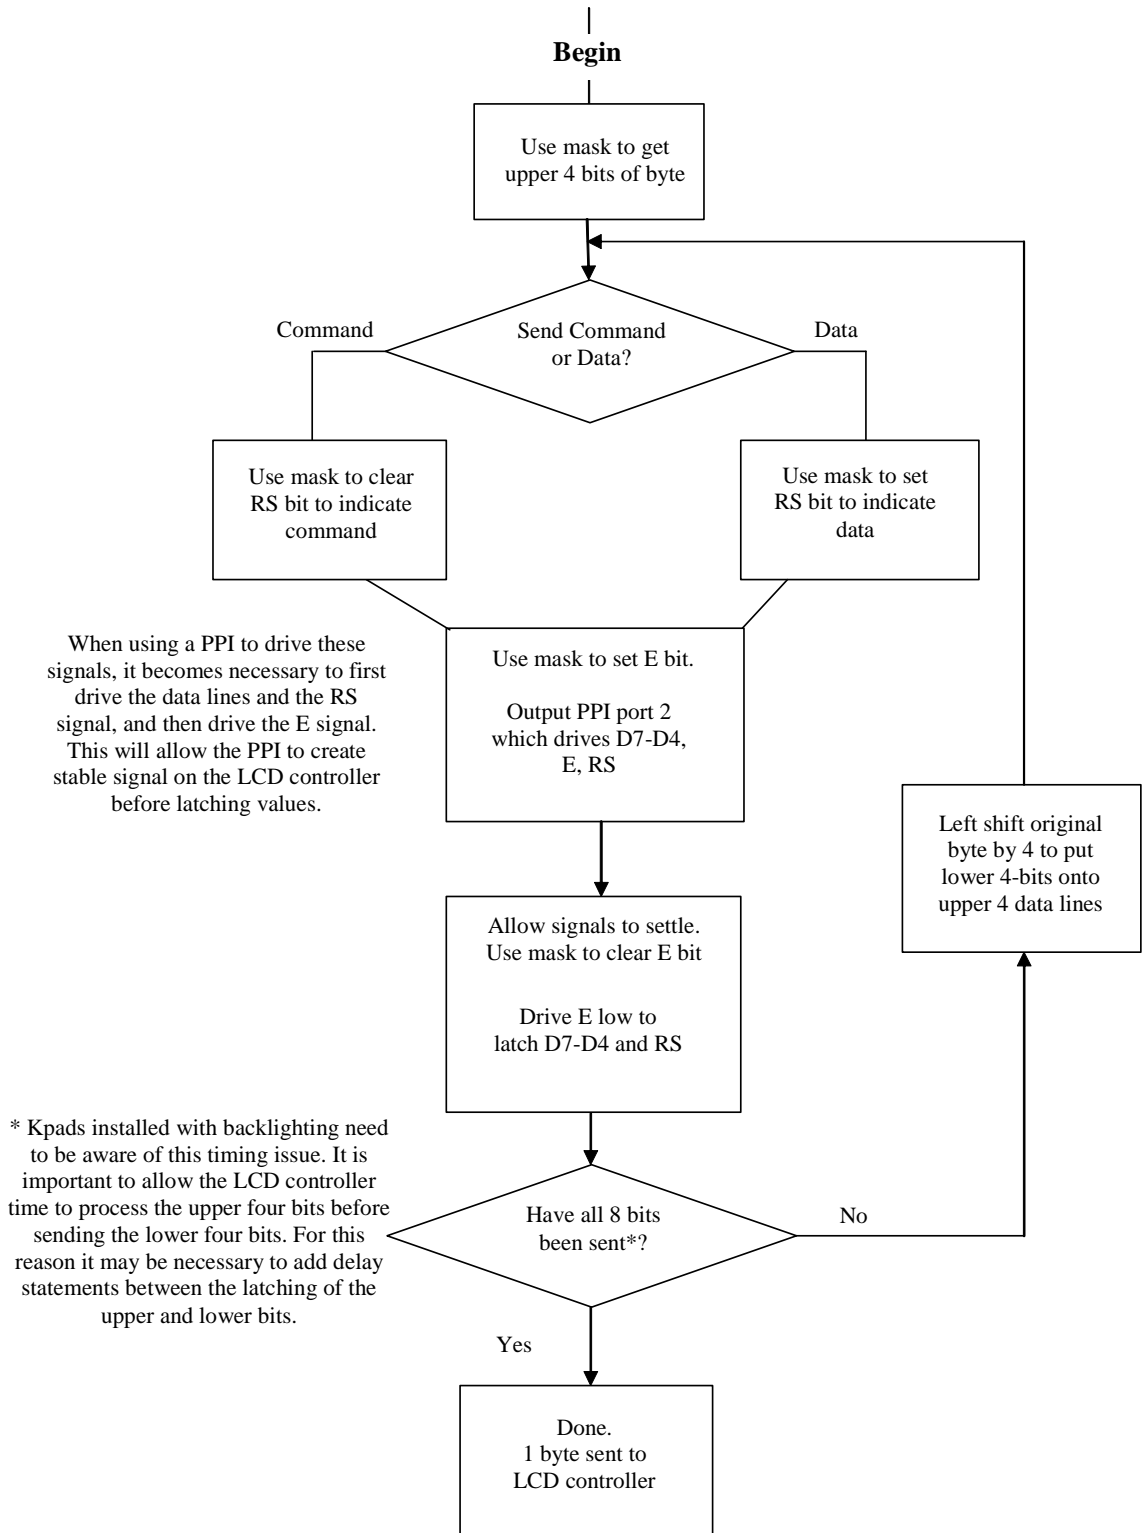 Begin
Use mask to get
upper 4 bits of byte
Send Command
or Data?
Command
Data
Use mask to clear
RS bit to indicate
command
Use mask to set
RS bit to indicate
data
When using a PPI to drive these
signals, it becomes necessary to first
drive the data lines and the RS
signal, and then drive the E signal.
This will allow the PPI to create
stable signal on the LCD controller
before latching values.
Use mask to set E bit.
Output PPI port 2
which drives D7-D4,
E, RS
Left shift original
byte by 4 to put
lower 4-bits onto
upper 4 data lines
Allow signals to settle.
Use mask to clear E bit
Drive E low to
latch D7-D4 and RS
* Kpads installed with backlighting need
to be aware of this timing issue. It is
important to allow the LCD controller
time to process the upper four bits before
sending the lower four bits. For this
reason it may be necessary to add delay
statements between the latching of the
upper and lower bits.
Have all 8 bits
been sent*?
No
Yes
Done.
1 byte sent to
LCD controller